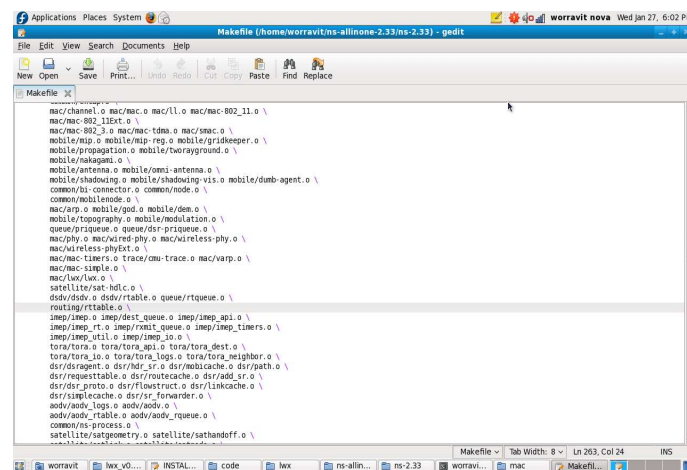 Applications Places System worravit nova Wed Jan 27, 6:02 P
Makefile (/home/worravit/ns-allinone-2.33/ns-2.33) - gedit
File Edit View Search Documents Help
New Open Save Print... Undo Redo Cut Copy Paste Find Replace
Makefile
mac/channel.o mac/mac.o mac/ll.o mac/mac-802_11.o \
mac/mac-802_11Ext.o \
mac/mac-802_3.o mac/mac-tdma.o mac/smac.o \
mobile/mip.o mobile/mip-reg.o mobile/gridkeeper.o \
mobile/propagation.o mobile/tworayground.o \
mobile/nakagami.o \
mobile/antenna.o mobile/omni-antenna.o \
mobile/shadowing.o mobile/shadowing-vis.o mobile/dumb-agent.o \
common/bi-connector.o common/node.o \
common/mobilenode.o \
mac/arp.o mobile/god.o mobile/dem.o \
mobile/topography.o mobile/modulation.o \
queue/priqueue.o queue/dsr-priqueue.o \
mac/phy.o mac/wired-phy.o mac/wireless-phy.o \
mac/wireless-phyExt.o \
mac/mac-timers.o trace/cmu-trace.o mac/varp.o \
mac/mac-simple.o \
mac/lwx/lwx.o \
satellite/sat-hdlc.o \
dsdv/dsdv.o dsdv/rtable.o queue/rtqueue.o \
routing/rttable.o \
imep/imep.o imep/dest_queue.o imep/imep_api.o \
imep/imep_rt.o imep/rxmit_queue.o imep/imep_timers.o \
imep/imep_util.o imep/imep_io.o \
tora/tora.o tora/tora_api.o tora/tora_dest.o \
tora/tora_io.o tora/tora_logs.o tora/tora_neighbor.o \
dsr/dsragent.o dsr/hdr_sr.o dsr/mobicache.o dsr/path.o \
dsr/requesttable.o dsr/routecache.o dsr/add_sr.o \
dsr/dsr_proto.o dsr/flowstruct.o dsr/linkcache.o \
dsr/simplecache.o dsr/sr_forwarder.o \
aodv/aodv_logs.o aodv/aodv.o \
aodv/aodv_rtable.o aodv/aodv_rqueue.o \
common/ns-process.o \
satellite/satgeometry.o satellite/sathandoff.o \
Makefile Tab Width: 8 Ln 263, Col 24 INS
worravit lwx_v0.... INSTAL... code lwx ns-allin... ns-2.33 worravi... mac Makefil...